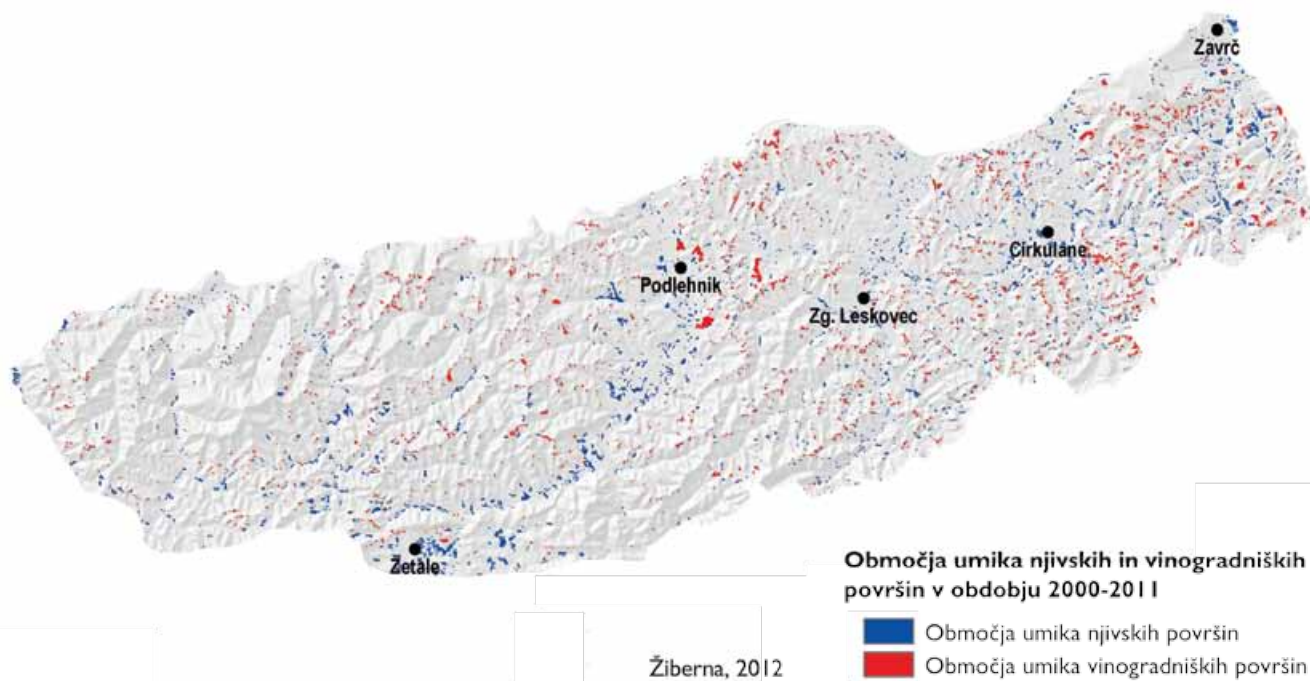 Zavrč
Cirkulane
Podlehnik
Zg. Leskovec
Žetale
Območja umika njivskih in vinogradniških
površin v obdobju 2000-2011
Območja umika njivskih površin
Območja umika vinogradniških površin
Žiberna, 2012